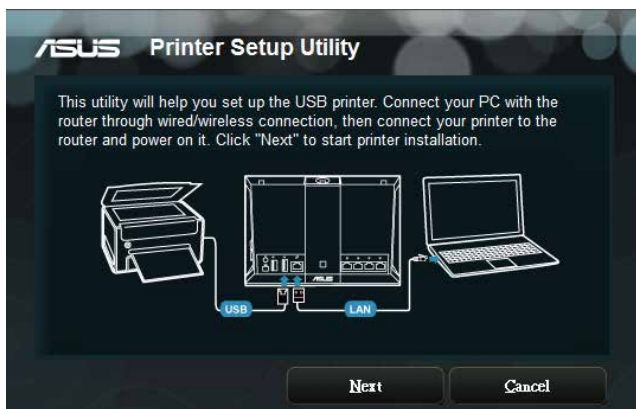 ASUS Printer Setup Utility
This utility will help you set up the USB printer. Connect your PC with the
router through wired/wireless connection, then connect your printer to the
router and power on it. Click "Next" to start printer installation.
ASUS
USB
LAN
Next
Cancel